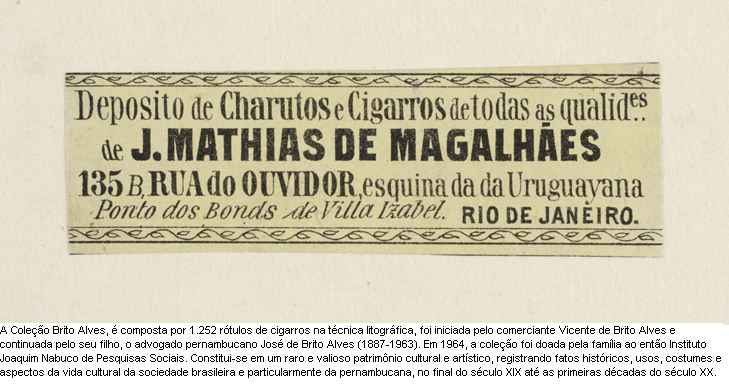 Deposito de Charutos e Cigarros de todas as qualid.es
de J. MATHIAS DE MAGALHÃES
135 B, RUA do OUVIDOR, esquina da da Uruguayana
Ponto dos Bonds de Villa Izabel. RIO DE JANEIRO.
A Coleção Brito Alves, é composta por 1.252 rótulos de cigarros na técnica litográfica, foi iniciada pelo comerciante Vicente de Brito Alves e
continuada pelo seu filho, o advogado pernambucano José de Brito Alves (1887-1963). Em 1964, a coleção foi doada pela família ao então Instituto
Joaquim Nabuco de Pesquisas Sociais. Constitui-se em um raro e valioso patrimônio cultural e artístico, registrando fatos históricos, usos, costumes e
aspectos da vida cultural da sociedade brasileira e particularmente da pernambucana, no final do século XIX até as primeiras décadas do século XX.